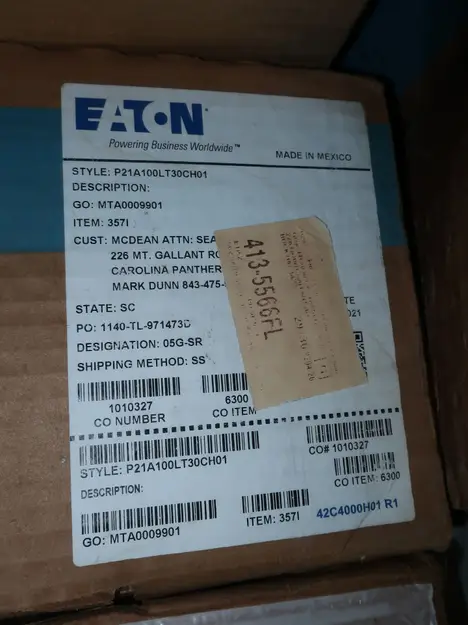 EATON
Powering Business Worldwide™
MADE IN MEXICO
STYLE: P21A100LT30CH01
DESCRIPTION:
GO: MTA0009901
ITEM: 357I
CUST: MCDEAN ATTN: SEA
226 MT. GALLANT
CAROLINA PANTHER
MARK DUNN 843-475-
STATE: SC
PO: 1140-TL-971473D
DESIGNATION: 05G-SR
SHIPPING METHOD: SS
413-5566FL
1010327
CO NUMBER
6300
CO ITEM
STYLE: P21A100LT30CH01
CO# 1010327
DESCRIPTION:
CO ITEM: 6300
GO: MTA0009901
ITEM: 357I
42C4000H01 R1